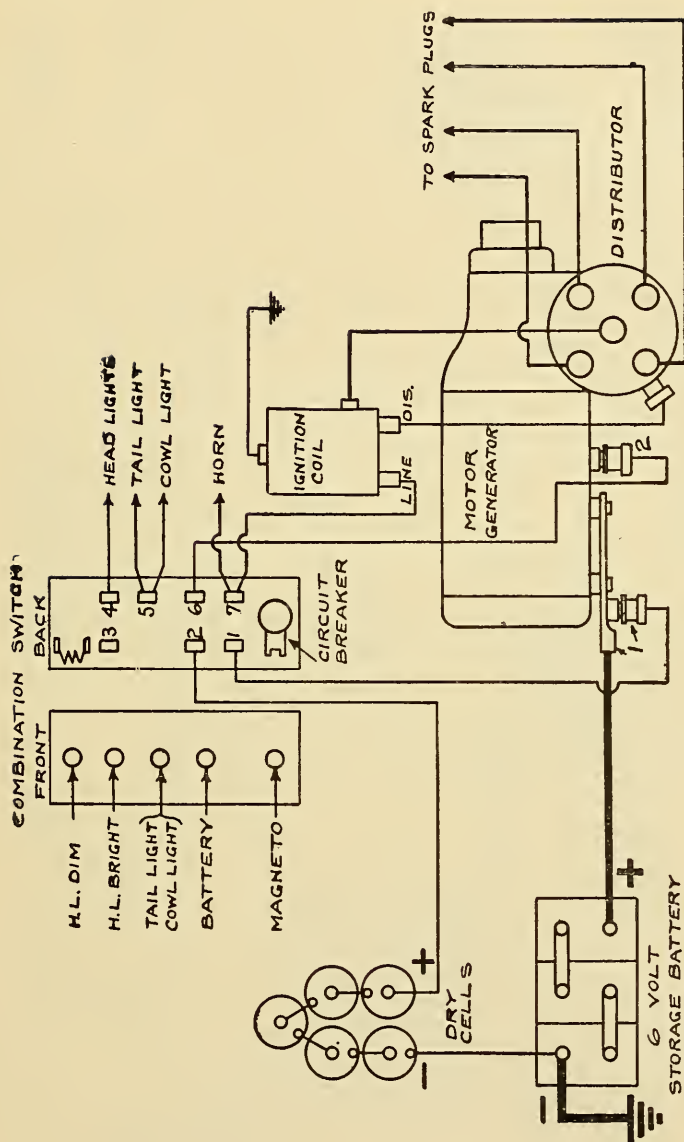 COMBINATION SWITCH
FRONT
BACK
H.L. DIM
H.L. BRIGHT
TAIL LIGHT
COWL LIGHT
BATTERY
MAGNETO
3 4
5
2 6
1 7
HEAD LIGHTS
TAIL LIGHT
COWL LIGHT
HORN
CIRCUIT
BREAKER
IGNITION
COIL
LINE
DIS.
TO SPARK PLUGS
DISTRIBUTOR
MOTOR
GENERATOR
1
2
+
-
DRY
CELLS
+
-
6 VOLT
STORAGE BATTERY